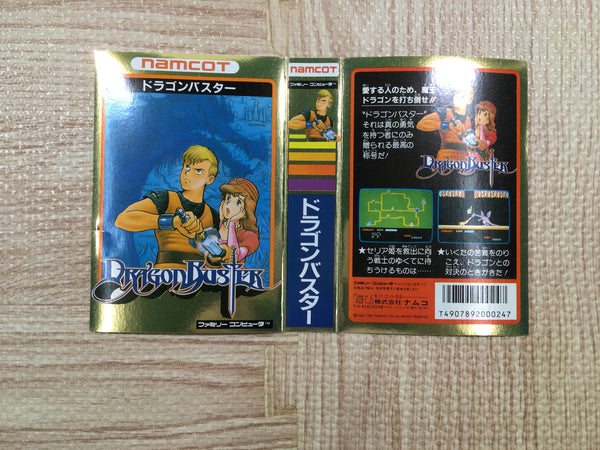 namcot
ドラゴンバスター
DRAGON BUSTER
ファミリー コンピュータ™
namcot
ファミリー コンピュータ™
ドラゴンバスター
愛する人のため、魔王
ドラゴンを打ち倒せ!!
“ドラゴンバスター”
それは真の勇気
を持つ者にのみ
贈られる最高の
称号だ!
DRAGON BUSTER
★セリア姫を救出に向
う戦士のゆくてに待
ちうけるものは……
★いくたの苦難をのり
こえ、ドラゴンとの
対決のときがきた!
株式会社 ナムコ
T4907892000247